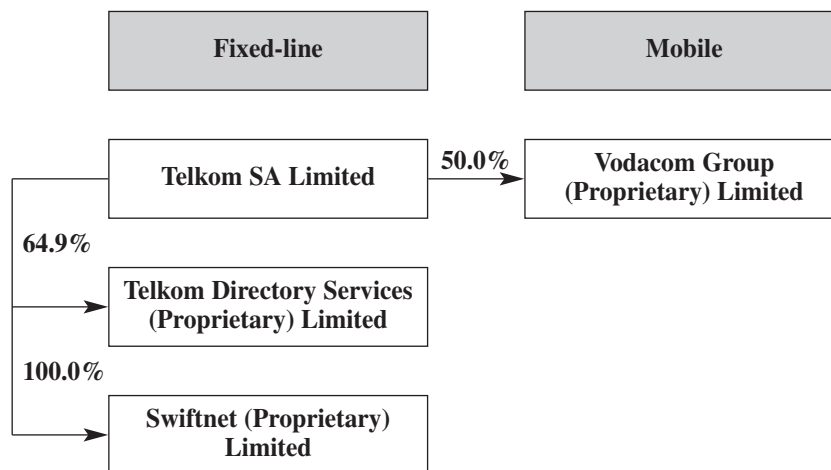 Fixed-line
Mobile
Telkom SA Limited
50.0%
Vodacom Group
(Proprietary) Limited
64.9%
Telkom Directory Services
(Proprietary) Limited
100.0%
Swiftnet (Proprietary)
Limited